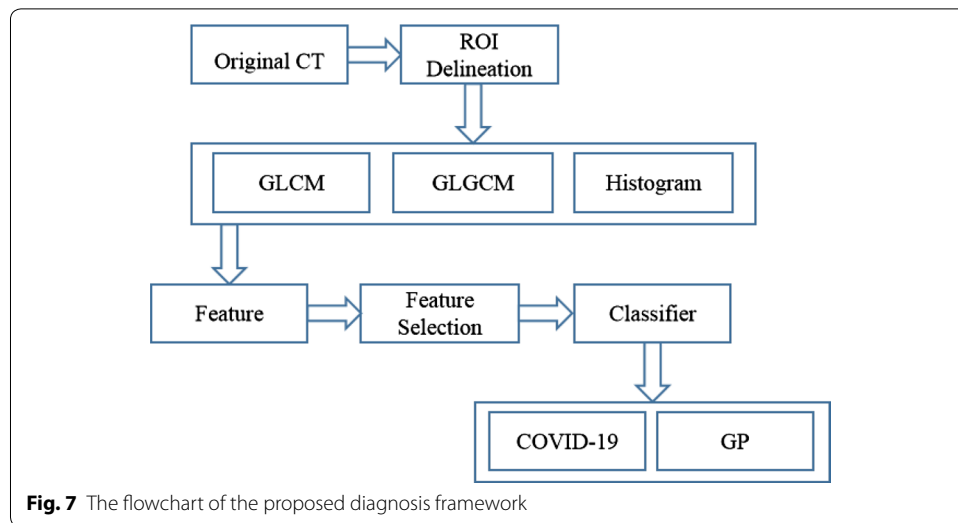 Original CT
ROI
Delineation
GLCM
GLGCM
Histogram
Feature
Feature
Selection
Classifier
COVID-19
GP
Fig. 7 The flowchart of the proposed diagnosis framework